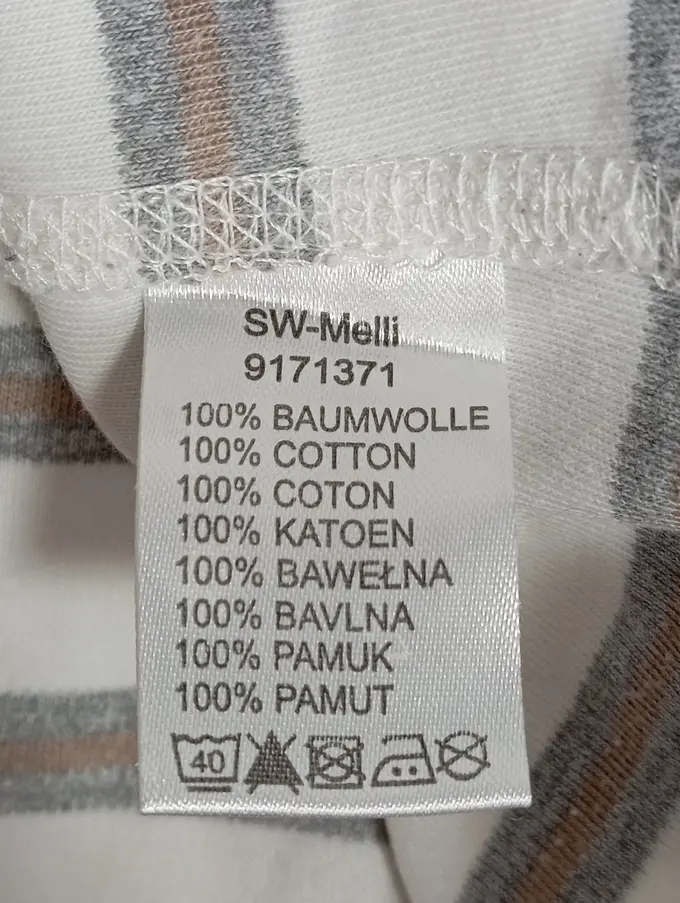 SW-Melli
9171371
100% BAUMWOLLE
100% COTTON
100% COTON
100% KATOEN
100% BAWEŁNA
100% BAVLNA
100% PAMUK
100% PAMUT
40